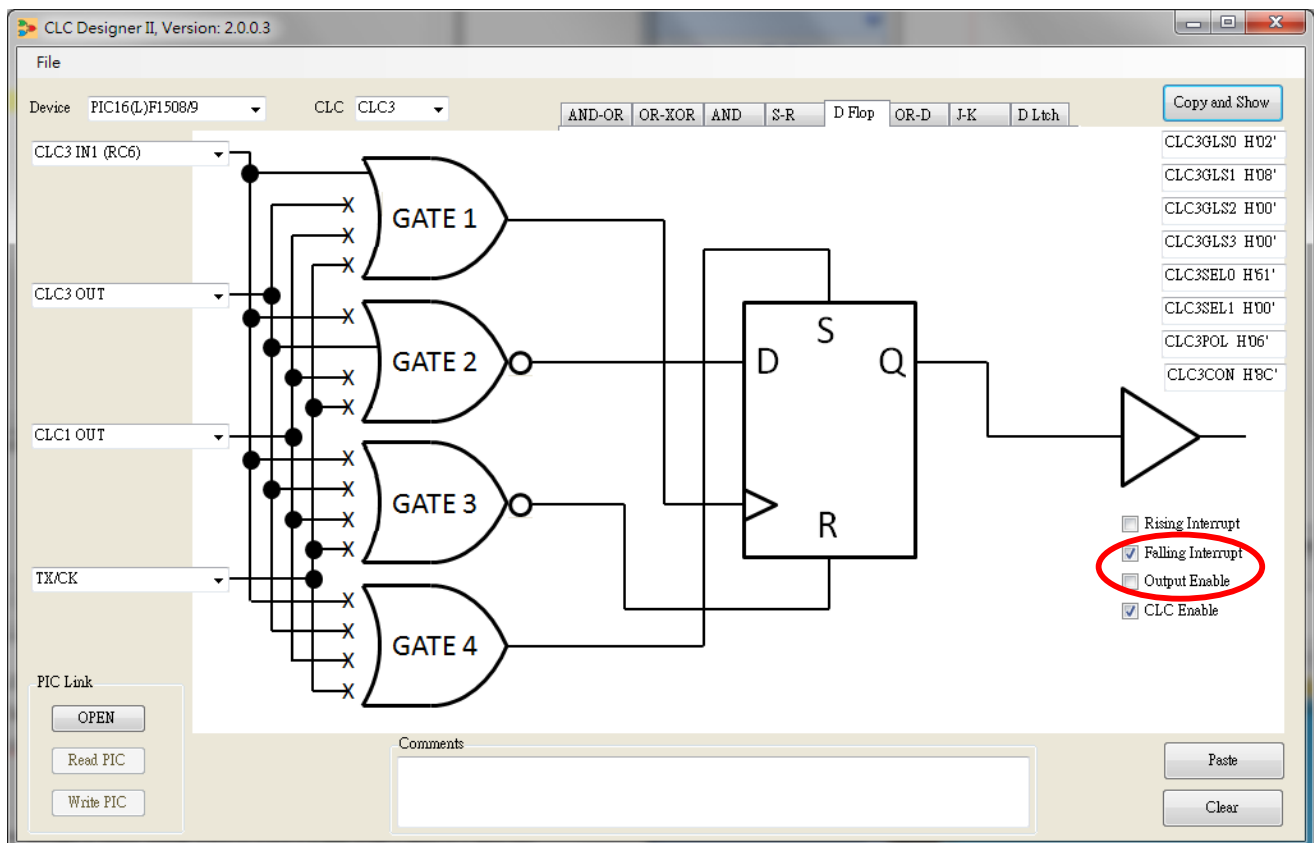 CLC Designer II, Version: 2.0.0.3
File
Device PIC16(L)F1508/9 CLC CLC3
AND-OR OR-XOR AND S-R D Flop OR-D J-K D Ltch
Copy and Show
CLC3 IN1 (RC6)
CLC3 OUT
CLC1 OUT
TX/CK
X
X
X
GATE 1
X
X
X
GATE 2
X
X
X
X
GATE 3
X
X
X
X
GATE 4
S
D Q
R
CLC3GLS0 H'02'
CLC3GLS1 H'08'
CLC3GLS2 H'00'
CLC3GLS3 H'00'
CLC3SEL0 H'61'
CLC3SEL1 H'00'
CLC3POL H'06'
CLC3CON H'8C'
Rising Interrupt
Falling Interrupt
Output Enable
CLC Enable
PIC Link
OPEN
Read PIC
Write PIC
Comments
Paste
Clear